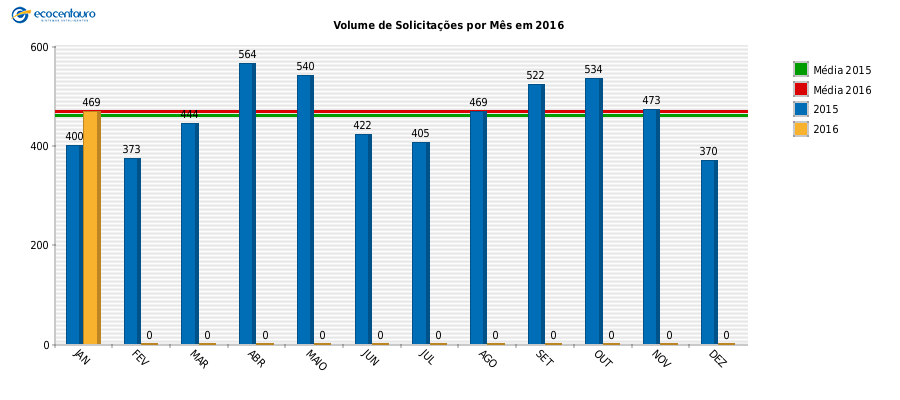 ecocentauro
Volume de Solicitações por Mês em 2016
600
400
200
0
400
469
373
0
444
0
564
0
540
0
422
0
405
0
469
0
522
0
534
0
473
0
370
0
JAN
FEV
MAR
ABR
MAIO
JUN
JUL
AGO
SET
OUT
NOV
DEZ
Média 2015
Média 2016
2015
2016